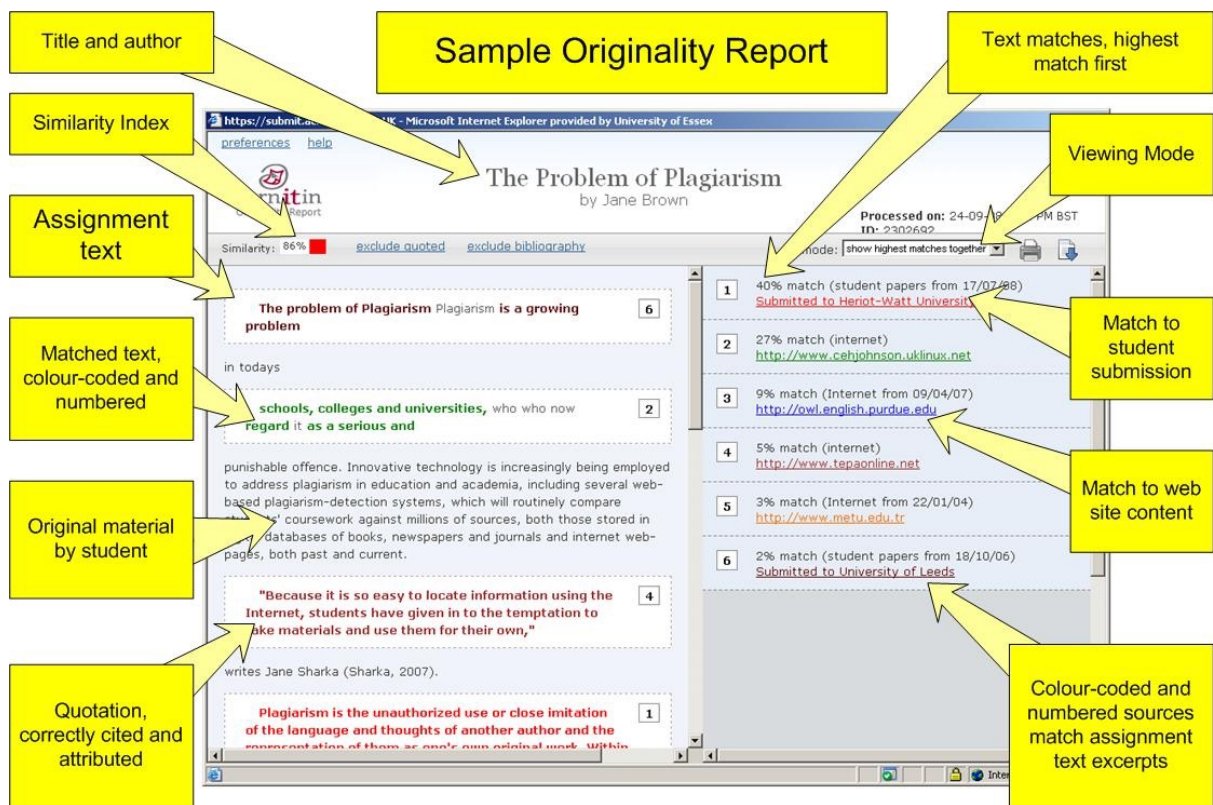 Title and author
Sample Originality Report
Text matches, highest
match first
Similarity Index
Viewing Mode
Assignment
text
Matched text,
colour-coded and
numbered
Original material
by student
Quotation,
correctly cited and
attributed
Match to
student
submission
Match to web
site content
Colour-coded and
numbered sources
match assignment
text excerpts
- Microsoft Internet Explorer provided by University of Essex
preferences help
The Problem of Plagiarism
by Jane Brown
Report
Processed on: 24-09-
PM BST
ID: 2302692
Similarity: 86% exclude quoted exclude bibliography
mode: show highest matches together
The problem of Plagiarism Plagiarism is a growing 6
problem
in todays
schools, colleges and universities, who who now 2
regard it as a serious and
punishable offence. Innovative technology is increasingly being employed
to address plagiarism in education and academia, including several web-
based plagiarism-detection systems, which will routinely compare
coursework against millions of sources, both those stored in
databases of books, newspapers and journals and internet web-
pages, both past and current.
"Because it is so easy to locate information using the 4
Internet, students have given in to the temptation to
materials and use them for their own,"
writes Jane Sharka (Sharka, 2007).
Plagiarism is the unauthorized use or close imitation 1
of the language and thoughts of another author and the
representation of them as one's own original work. Within
1 40% match (student papers from 17/07/08)
Submitted to Heriot-Watt University
2 27% match (internet)
http://www.cehjohnson.uklinux.net
3 9% match (Internet from 09/04/07)
http://owl.english.purdue.edu
4 5% match (internet)
http://www.tepaonline.net
5 3% match (Internet from 22/01/04)
http://www.metu.edu.tr
6 2% match (student papers from 18/10/06)
Submitted to University of Leeds